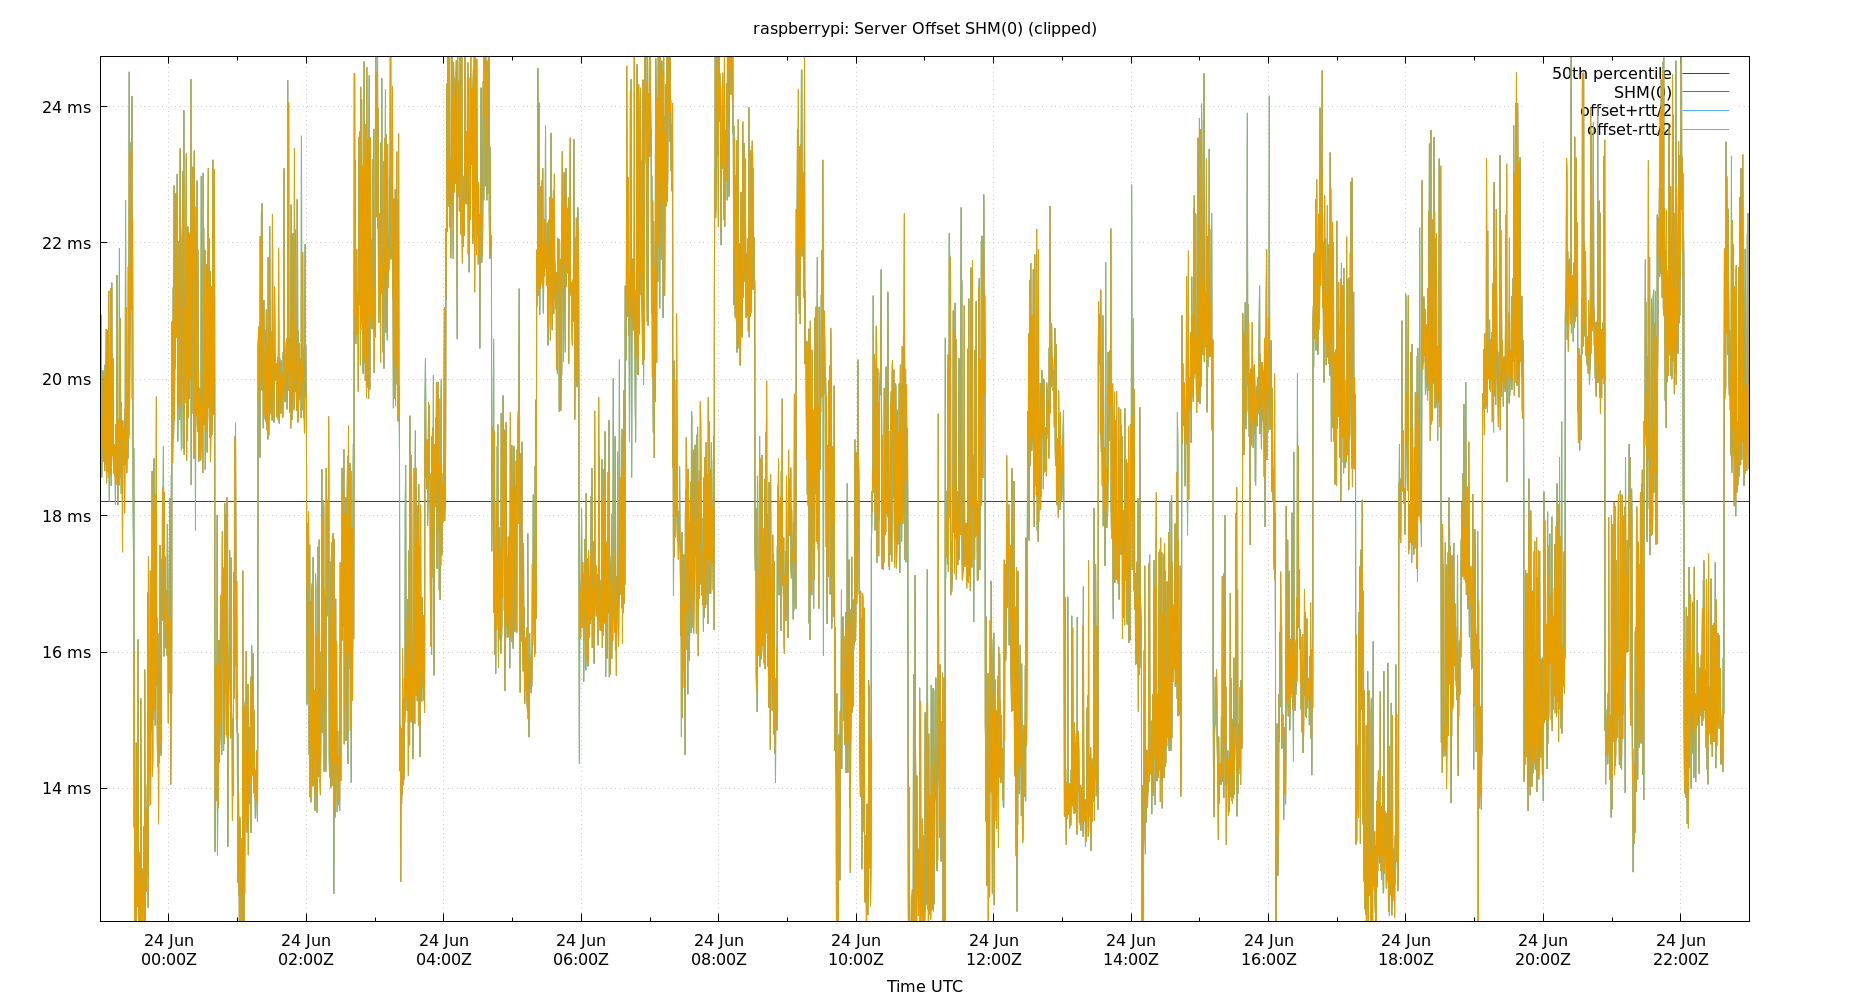 raspberrypi: Server Offset SHM(0) (clipped)
50th percentile
SHM(0)
offset+rtt/2
offset-rtt/2
24 ms
22 ms
20 ms
18 ms
16 ms
14 ms
24 Jun 24 Jun 24 Jun 24 Jun 24 Jun 24 Jun 24 Jun 24 Jun 24 Jun 24 Jun 24 Jun 24 Jun
00:00Z 02:00Z 04:00Z 06:00Z 08:00Z 10:00Z 12:00Z 14:00Z 16:00Z 18:00Z 20:00Z 22:00Z
Time UTC